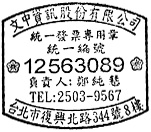 文中資訊股份有限公司
統一發票專用章
統一編號
12563089
負責人:鄭純慧
TEL:2503-9567
台北市復興北路344號8樓